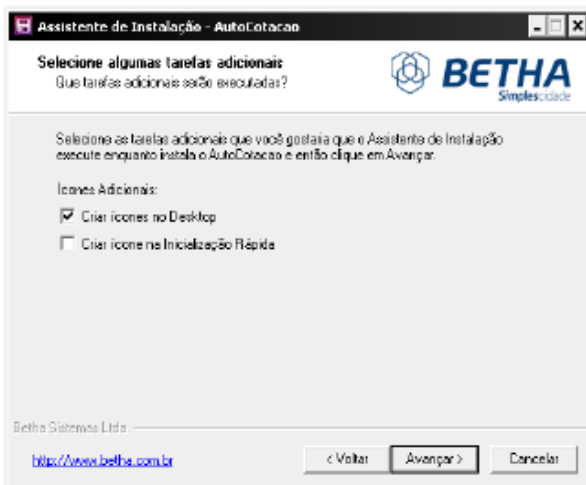 Assistente de Instalação - AutoCotacao
Selecione algumas tarefas adicionais
Que tarefas adicionais serão executadas?
BETHA
Simplescidade
Selecione as tarefas adicionais que você gostaria que o Assistente de Instalação
execute enquanto instala o AutoCotacao e então clique em Avançar.
Ícones Adicionais:
Criar ícones no Desktop
Criar ícone na Inicialização Rápida
Betha Sistemas Ltda.
http://www.betha.com.br
< Voltar
Avançar >
Cancelar